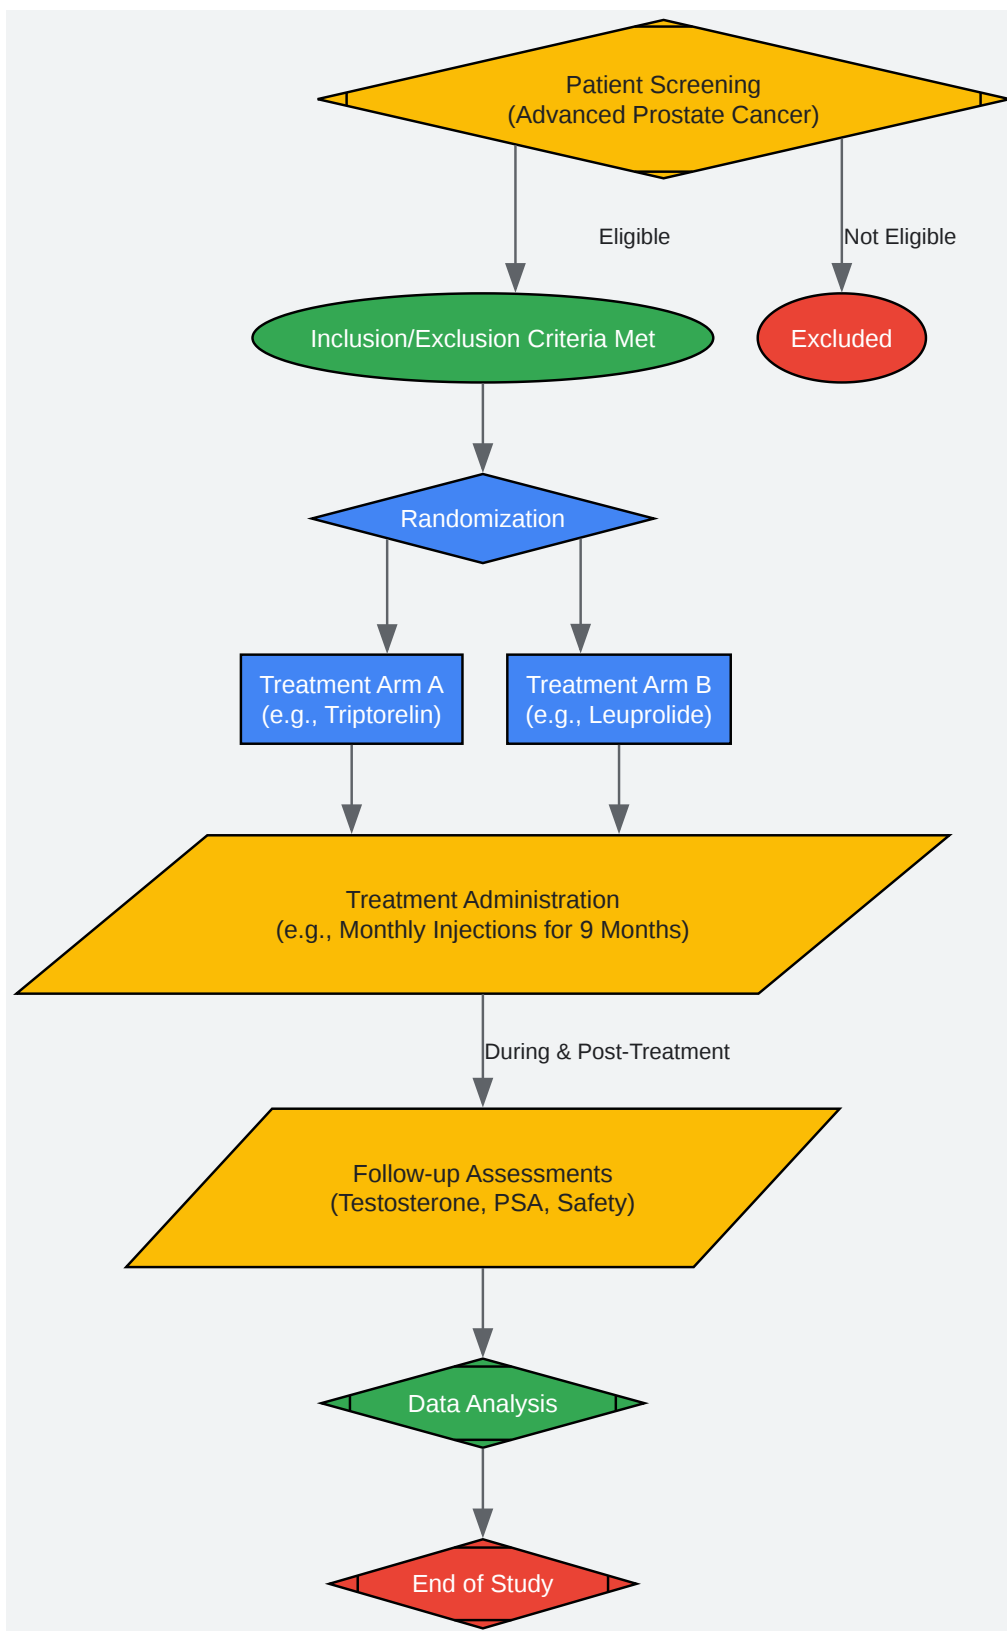 Patient Screening
(Advanced Prostate Cancer)
Eligible
Not Eligible
Inclusion/Exclusion Criteria Met
Excluded
Randomization
Treatment Arm A
(e.g., Triptorelin)
Treatment Arm B
(e.g., Leuprolide)
Treatment Administration
(e.g., Monthly Injections for 9 Months)
During & Post-Treatment
Follow-up Assessments
(Testosterone, PSA, Safety)
Data Analysis
End of Study